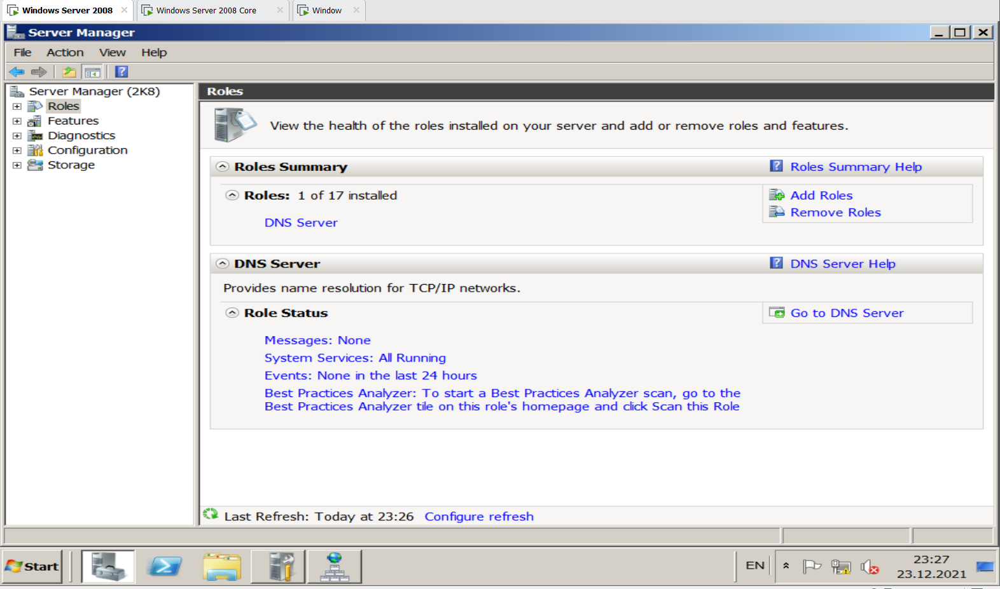 Windows Server 2008
Windows Server 2008 Core
Window
Server Manager
File Action View Help
Server Manager (2K8)
Roles
Features
Diagnostics
Configuration
Storage
Roles
View the health of the roles installed on your server and add or remove roles and features.
Roles Summary
Roles Summary Help
Roles: 1 of 17 installed
Add Roles
Remove Roles
DNS Server
DNS Server
DNS Server Help
Provides name resolution for TCP/IP networks.
Role Status
Go to DNS Server
Messages: None
System Services: All Running
Events: None in the last 24 hours
Best Practices Analyzer: To start a Best Practices Analyzer scan, go to the
Best Practices Analyzer tile on this role's homepage and click Scan this Role
Last Refresh: Today at 23:26 Configure refresh
Start
EN
23:27
23.12.2021